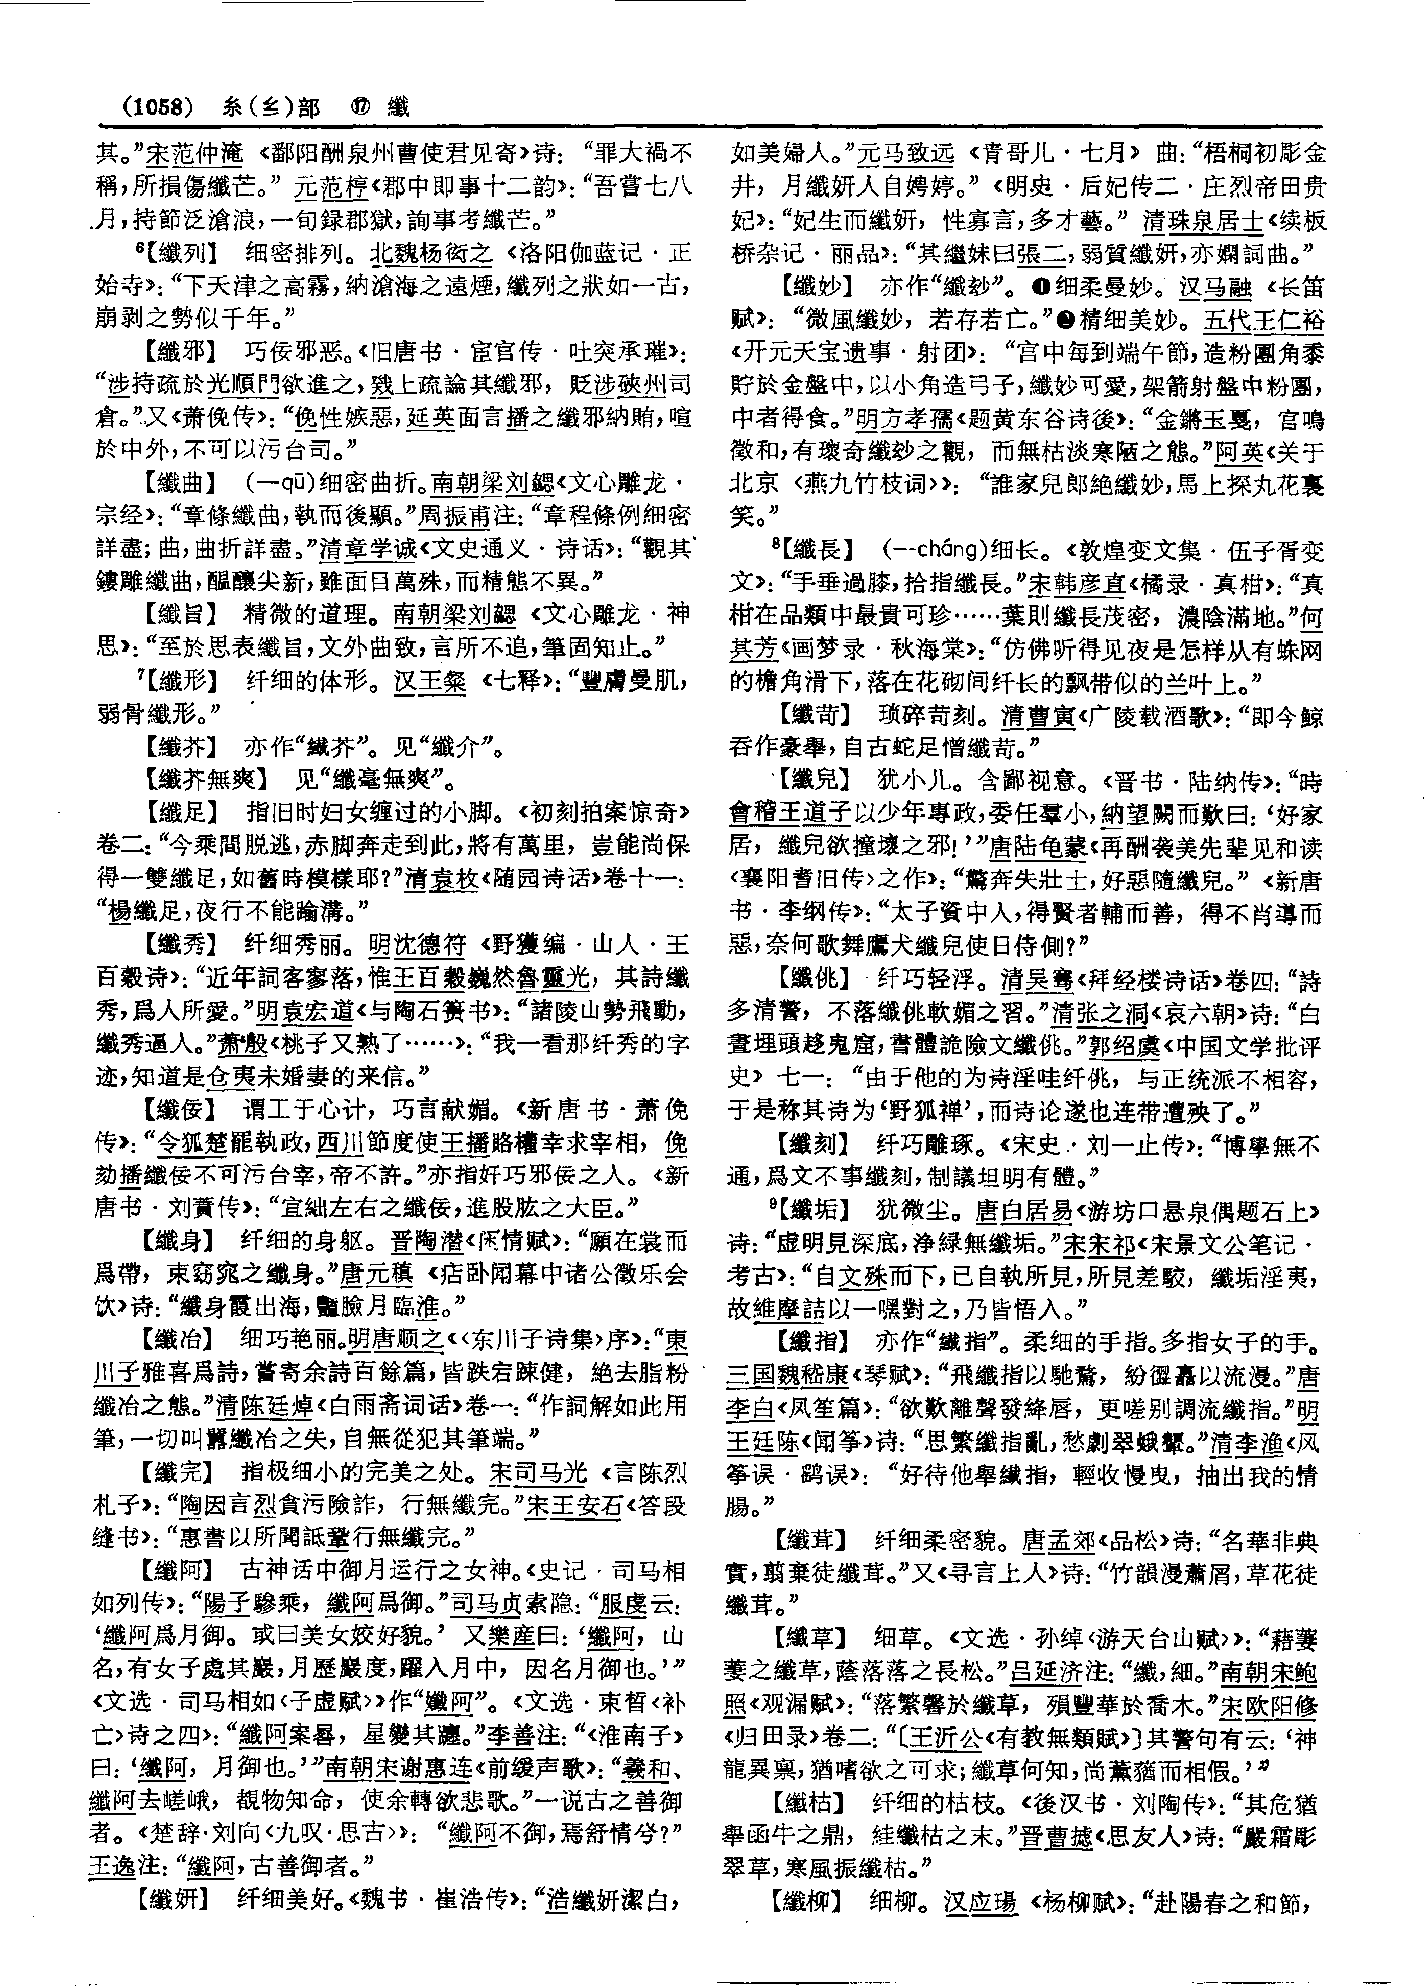 (1058) 糸(纟)部 ⑰ 纖
其。”宋范仲淹《鄱阳酬泉州曹使君见寄》诗：“罪大禍不
稱，所損傷纖芒。” 元范梈《郡中即事十二韵》：“吾嘗七八
月，持節泛滄浪，一旬録郡獄，詢事考纖芒。”
⁶【纖列】 细密排列。北魏杨衒之《洛阳伽蓝记·正
始寺》：“下天津之高霧，納滄海之遠煙，纖列之狀如一古，
崩剥之勢似千年。”
【纖邪】 巧佞邪恶。《旧唐书·宦官传·吐突承璀》：
“涉持疏於光順門欲進之，戣上疏論其纖邪，貶涉硤州司
倉。”又《萧俛传》：“俛性嫉惡，延英面言播之纖邪納賄，喧
於中外，不可以污台司。”
【纖曲】 (—qū)细密曲折。南朝梁刘勰《文心雕龙·
宗经》：“章條纖曲，執而後顯。”周振甫注：“章程條例细密
詳盡；曲，曲折詳盡。”清章学诚《文史通义·诗话》：“觀其
鏤雕纖曲，醖釀尖新，雖面目萬殊，而精態不異。”
【纖旨】 精微的道理。南朝梁刘勰《文心雕龙·神
思》：“至於思表纖旨，文外曲致，言所不追，筆固知止。”
⁷【纖形】 纤细的体形。汉王粲《七释》：“豐膚曼肌，
弱骨纖形。”
【纖芥】 亦作“纎芥”。见“纖介”。
【纖芥無爽】 见“纖毫無爽”。
【纖足】 指旧时妇女缠过的小脚。《初刻拍案惊奇》
卷二：“今乘間脱逃，赤脚奔走到此，將有萬里，豈能尚保
得一雙纖足，如舊時模樣耶？”清袁枚《随园诗话》卷十一：
“楊纖足，夜行不能踰溝。”
【纖秀】 纤细秀丽。明沈德符《野獲编·山人·王
百穀诗》：“近年詞客寥落，惟王百穀巍然魯靈光，其詩纖
秀，爲人所愛。”明袁宏道《与陶石篑书》：“諸陵山勢飛動，
纖秀逼人。”萧殷《桃子又熟了……》：“我一看那纤秀的字
迹，知道是仓夷未婚妻的来信。”
【纖佞】 谓工于心计，巧言献媚。《新唐书·萧俛
传》：“令狐楚罷執政，西川節度使王播賂權幸求宰相，俛
劾播纖佞不可污台宰，帝不許。”亦指奸巧邪佞之人。《新
唐书·刘蕡传》：“宜絀左右之纖佞，進股肱之大臣。”
【纖身】 纤细的身躯。晋陶潜《闲情赋》：“願在裳而
爲帶，束窈窕之纖身。”唐元稹《店卧闻幕中诸公徵乐会
饮》诗：“纖身霞出海，豔臉月臨淮。”
【纖冶】 细巧艳丽。明唐顺之《〈东川子诗集〉序》：“東
川子雅喜爲詩，嘗寄余詩百餘篇，皆跌宕踈健，絶去脂粉
纖冶之態。”清陈廷焯《白雨斋词话》卷一：“作詞解如此用
筆，一切叫囂纖冶之失，自無從犯其筆端。”
【纖完】 指极细小的完美之处。宋司马光《言陈烈
札子》：“陶因言烈貪污險詐，行無纖完。”宋王安石《答段
缝书》：“惠書以所聞詆鞏行無纖完。”
【纖阿】 古神话中御月运行之女神。《史记·司马相
如列传》：“陽子驂乘，纖阿爲御。”司马贞索隐：“服虔云：
‘纖阿爲月御。或曰美女姣好貌。’ 又樂産曰：‘纖阿，山
名，有女子處其巖，月歷巖度，躍入月中，因名月御也。’”
《文选·司马相如〈子虚赋〉》作“孅阿”。《文选·束皙〈补
亡〉诗之四》：“纖阿案晷，星變其躔。”李善注：“《淮南子》
曰：‘纖阿，月御也。’”南朝宋谢惠连《前缓声歌》：“羲和、
纖阿去嵯峨，覩物知命，使余轉欲悲歌。”一说古之善御
者。《楚辞·刘向〈九叹·思古〉》：“纖阿不御，焉舒情兮？”
王逸注：“纖阿，古善御者。”
【纖妍】 纤细美好。《魏书·崔浩传》：“浩纖妍潔白，
如美婦人。”元马致远《青哥儿·七月》曲：“梧桐初彫金
井，月纖妍人自娉婷。”《明史·后妃传二·庄烈帝田贵
妃》：“妃生而纖妍，性寡言，多才藝。” 清珠泉居士《续板
桥杂记·丽品》：“其繼妹曰張二，弱質纖妍，亦嫻詞曲。”
【纖妙】 亦作“纖玅”。❶细柔曼妙。汉马融《长笛
赋》：“微風纖妙，若存若亡。”❷精细美妙。五代王仁裕
《开元天宝遗事·射团》：“宫中每到端午節，造粉團角黍
貯於金盤中，以小角造弓子，纖妙可愛，架箭射盤中粉團，
中者得食。”明方孝孺《题黄东谷诗後》：“金鏘玉戛，宫鳴
徵和，有瓌奇纖玅之觀，而無枯淡寒陋之態。”阿英《关于
北京〈燕九竹枝词〉》：“誰家兒郎絶纖妙，馬上探丸花裏
笑。”
⁸【纖長】 (—cháng)细长。《敦煌变文集·伍子胥变
文》：“手垂過膝，拾指纖長。”宋韩彦直《橘录·真柑》：“真
柑在品類中最貴可珍……葉則纖長茂密，濃陰滿地。”何
其芳《画梦录·秋海棠》：“仿佛听得见夜是怎样从有蛛网
的檐角滑下，落在花砌间纤长的飘带似的兰叶上。”
【纖苛】 琐碎苛刻。清曹寅《广陵载酒歌》：“即今鲸
吞作豪舉，自古蛇足憎纖苛。”
【纖兒】 犹小儿。含鄙视意。《晋书·陆纳传》：“時
會稽王道子以少年專政，委任羣小，納望闕而歎曰：‘好家
居，纖兒欲撞壞之邪！’”唐陆龟蒙《再酬袭美先辈见和读
〈襄阳耆旧传〉之作》：“驚奔失壯士，好惡隨纖兒。”《新唐
书·李纲传》：“太子資中人，得賢者輔而善，得不肖導而
惡，奈何歌舞鷹犬纖兒使日侍側？”
【纖佻】 纤巧轻浮。清吴骞《拜经楼诗话》卷四：“詩
多清警，不落纖佻軟媚之習。”清张之洞《哀六朝》诗：“白
晝埋頭趁鬼窟，書體詭險文纖佻。”郭绍虞《中国文学批评
史》七一：“由于他的为诗淫哇纤佻，与正统派不相容，
于是称其诗为‘野狐禅’，而诗论遂也连带遭殃了。”
【纖刻】 纤巧雕琢。《宋史·刘一止传》：“博學無不
通，爲文不事纖刻，制議坦明有體。”
⁹【纖垢】 犹微尘。唐白居易《游坊口悬泉偶题石上》
诗：“虚明見深底，净緑無纖垢。”宋宋祁《宋景文公笔记·
考古》：“自文殊而下，已自執所見，所見差駮，纖垢淫夷，
故維摩詰以一嘿對之，乃皆悟入。”
【纖指】 亦作“纎指”。柔细的手指。多指女子的手。
三国魏嵇康《琴赋》：“飛纖指以馳騖，紛㒊譶以流漫。”唐
李白《凤笙篇》：“欲歎離聲發絳唇，更嗟别調流纖指。”明
王廷陈《闻筝》诗：“思繁纖指亂，愁劇翠蛾顰。”清李渔《风
筝误·鹞误》：“好待他舉纎指，輕收慢曳，抽出我的情
腸。”
【纖茸】 纤细柔密貌。唐孟郊《品松》诗：“名華非典
實，翦棄徒纖茸。”又《寻言上人》诗：“竹韻漫蕭屑，草花徒
纖茸。”
【纖草】 细草。《文选·孙绰〈游天台山赋〉》：“藉萋
萋之纖草，蔭落落之長松。”吕延济注：“纖，細。”南朝宋鲍
照《观漏赋》：“落繁馨於纖草，殞豐華於喬木。”宋欧阳修
《归田录》卷二：“〔王沂公《有教無類賦》〕其警句有云：‘神
龍異禀，猶嗜欲之可求；纖草何知，尚薰蕕而相假。’”
【纖枯】 纤细的枯枝。《後汉书·刘陶传》：“其危猶
舉函牛之鼎，絓纖枯之末。”晋曹摅《思友人》诗：“嚴霜彫
翠草，寒風振纖枯。”
【纖柳】 细柳。汉应瑒《杨柳赋》：“赴陽春之和節，